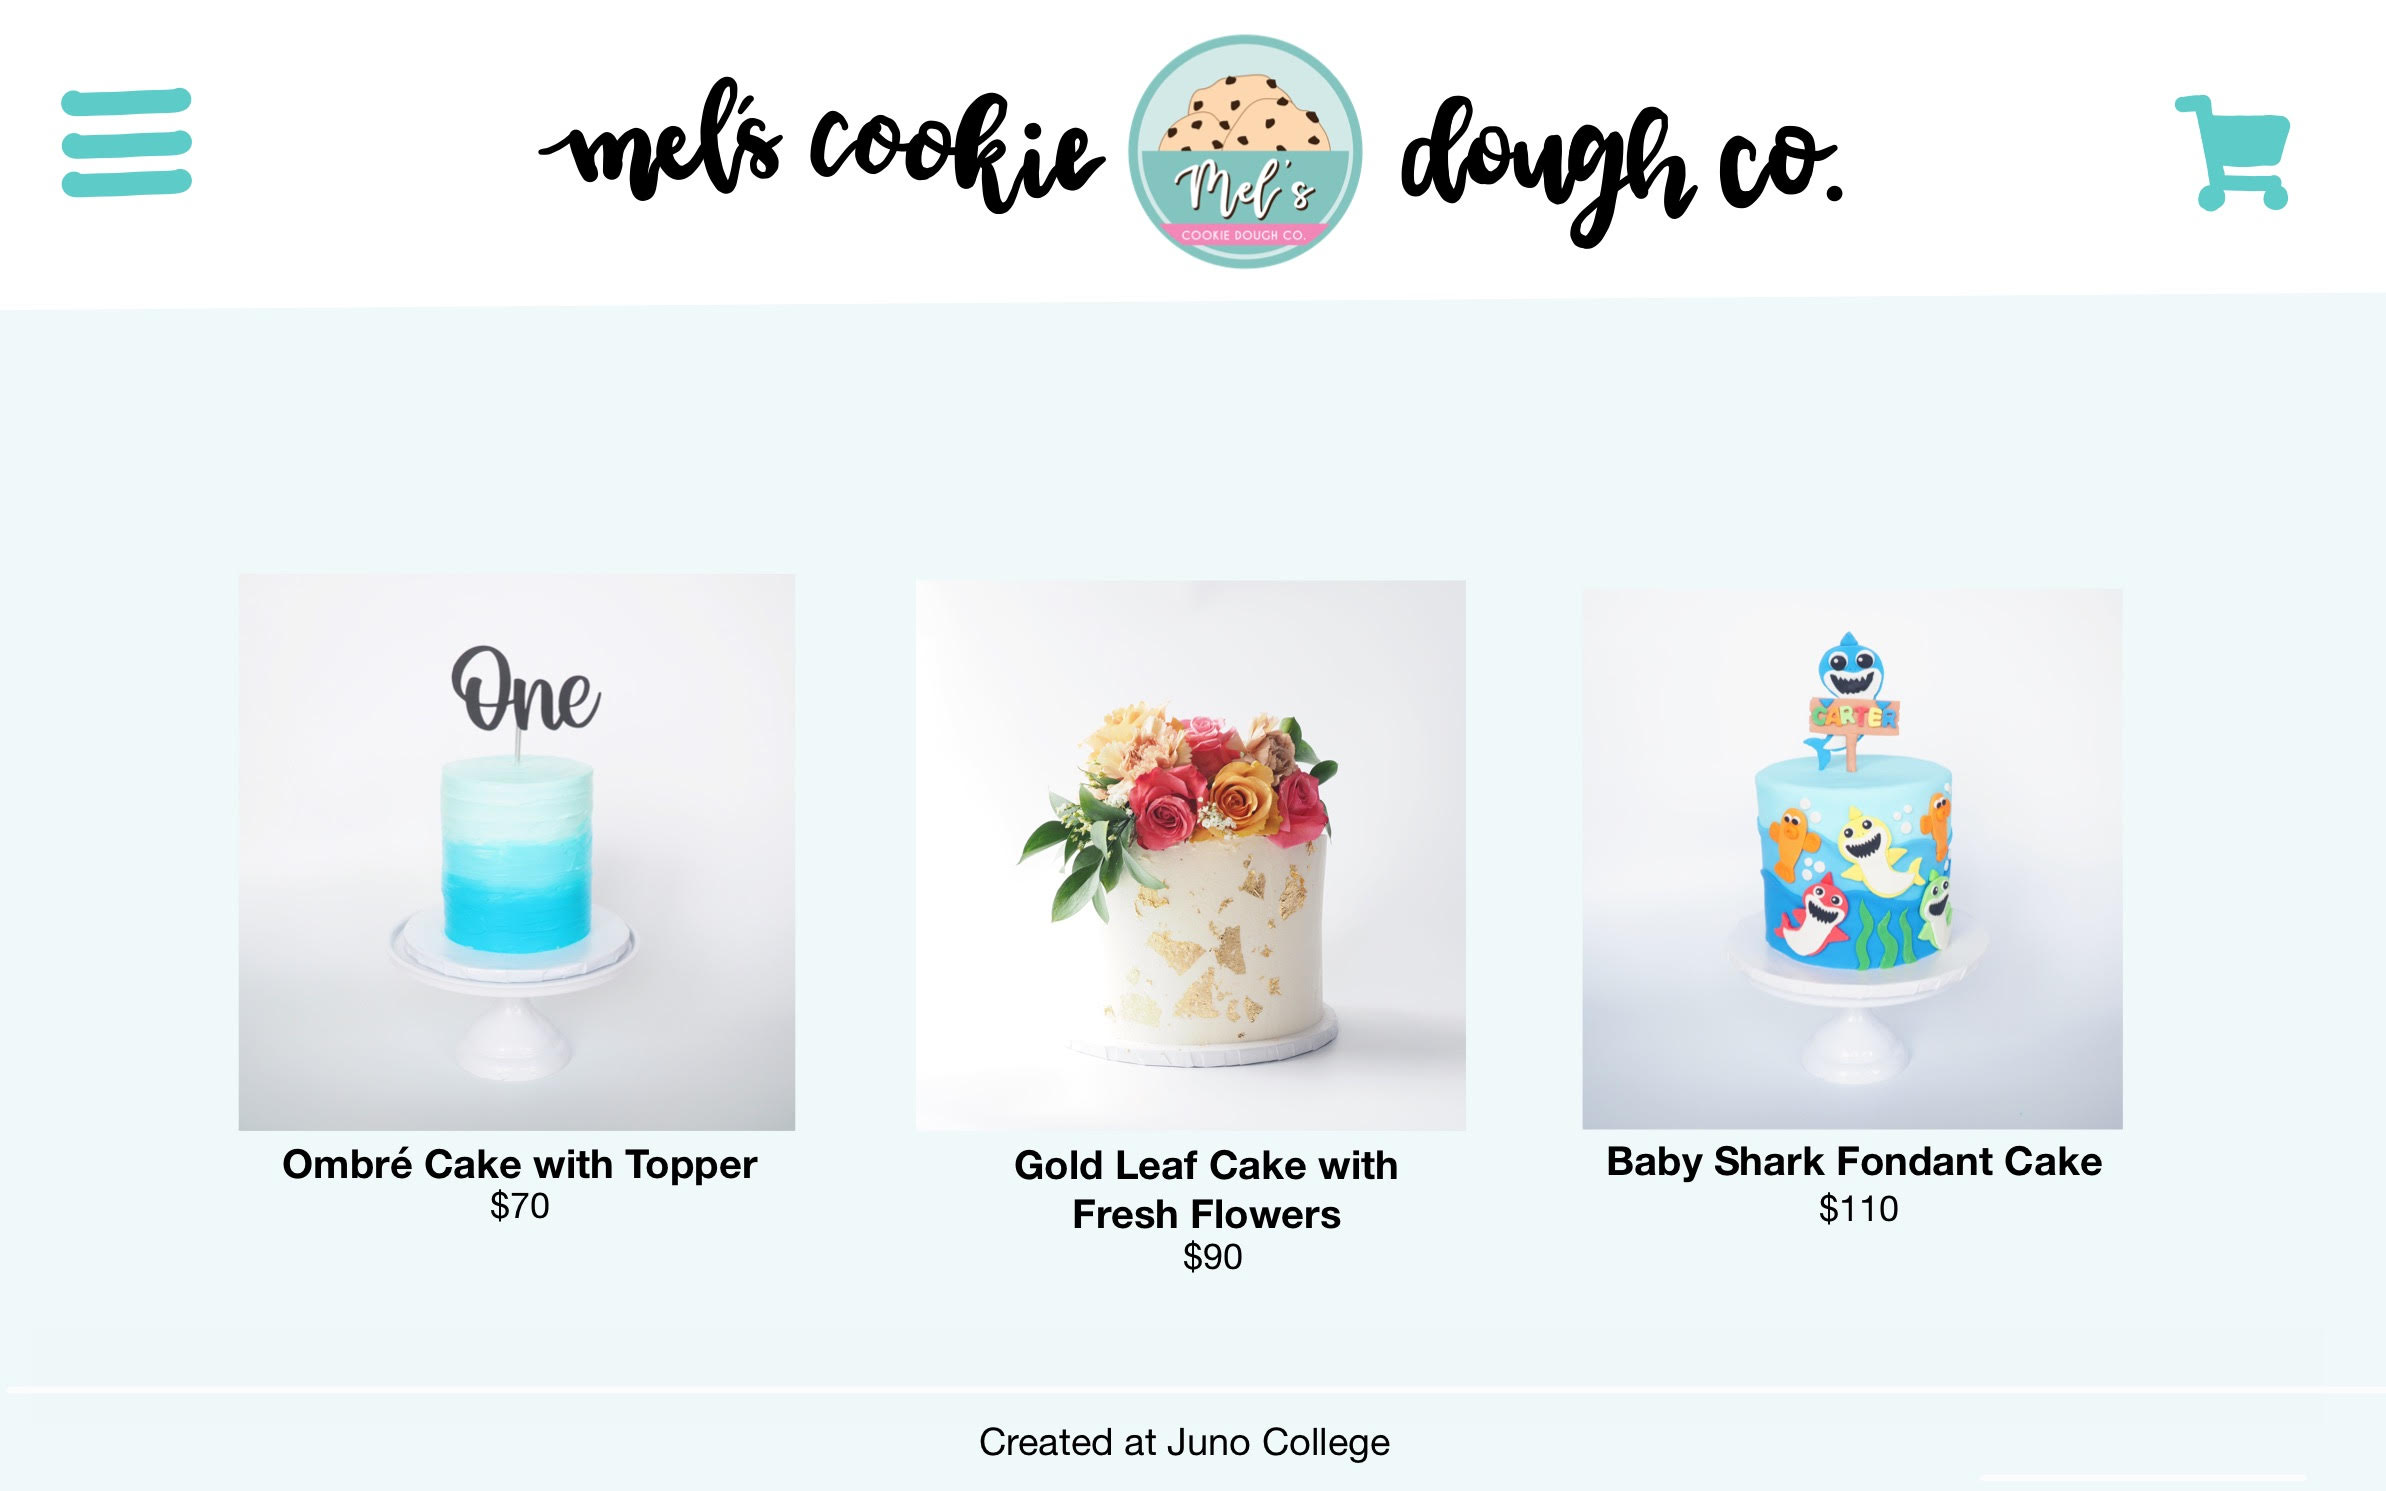 mel's cookie dough co.
Mel's
COOKIE DOUGH CO.
One
CARTER
Ombré Cake with Topper
$70
Gold Leaf Cake with
Fresh Flowers
$90
Baby Shark Fondant Cake
$110
Created at Juno College